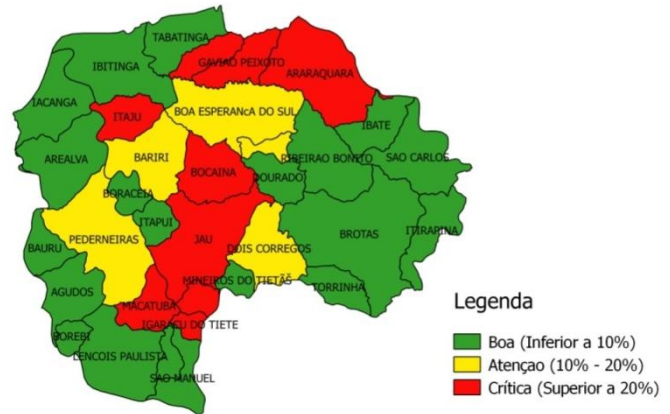 TABATINGA
GAVIAO PEIXOTO
IBITINGA
ARARAQUARA
IACANGA
ITAJU
BOA ESPERANcA DO SUL
IBATE
BARIRI
RIBEIRAO BONITO
SAO CARLOS
AREALVA
BOCAINA
DOURADO
BORACEIA
ITAPUI
PEDERNEIRAS
JAU
BROTAS
ITIRAPINA
BAURU
DOIS CORREGOS
MINEIROS DO TIETÃŠ
TORRINHA
AGUDOS
MACATUBA
IGARAÇU DO TIETE
BOREBI
LENCOIS PAULISTA
SAO MANUEL
Legenda
Boa (Inferior a 10%)
Atençao (10% - 20%)
Crítica (Superior a 20%)